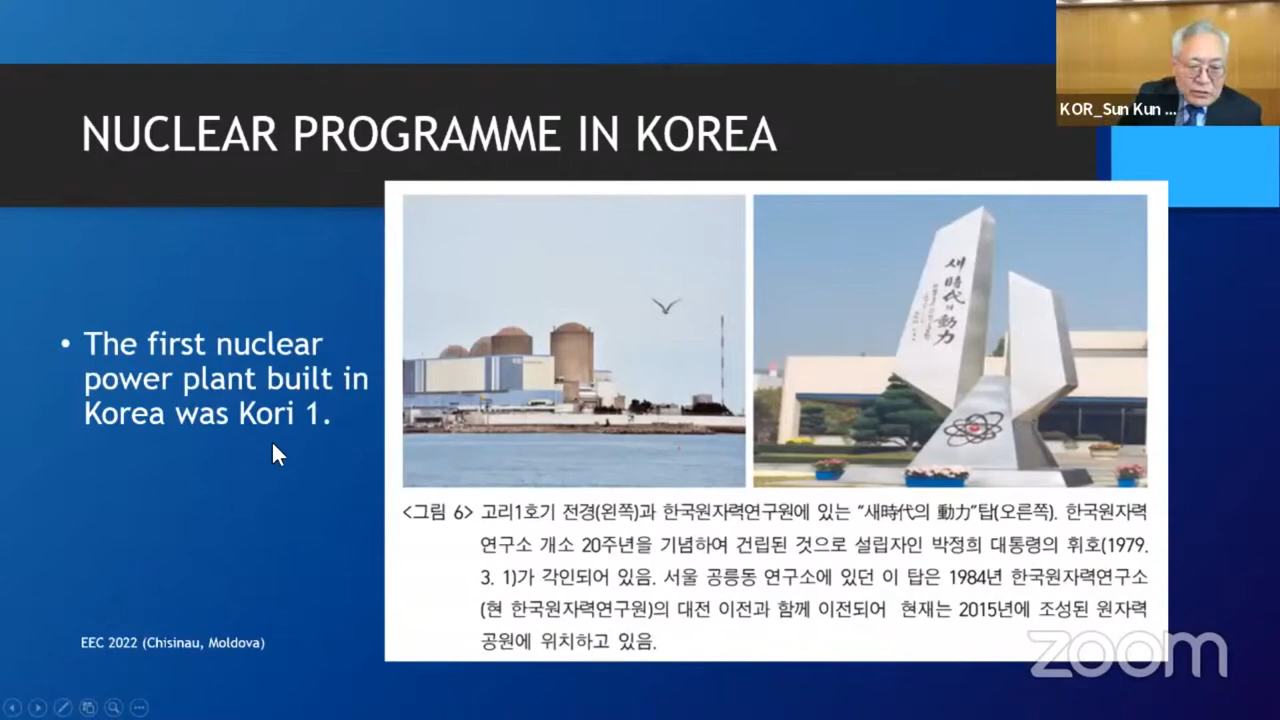 KOR_Sun Kun ...
NUCLEAR PROGRAMME IN KOREA
• The first nuclear
power plant built in
Korea was Kori 1.
새
時代의
動力
<그림 6> 고리1호기 전경(왼쪽)과 한국원자력연구원에 있는 “새時代의 動力”탑(오른쪽). 한국원자력
연구소 개소 20주년을 기념하여 건립된 것으로 설립자인 박정희 대통령의 휘호(1979.
3. 1)가 각인되어 있음. 서울 공릉동 연구소에 있던 이 탑은 1984년 한국원자력연구소
(현 한국원자력연구원)의 대전 이전과 함께 이전되어 현재는 2015년에 조성된 원자력
공원에 위치하고 있음.
EEC 2022 (Chisinau, Moldova)
zoom